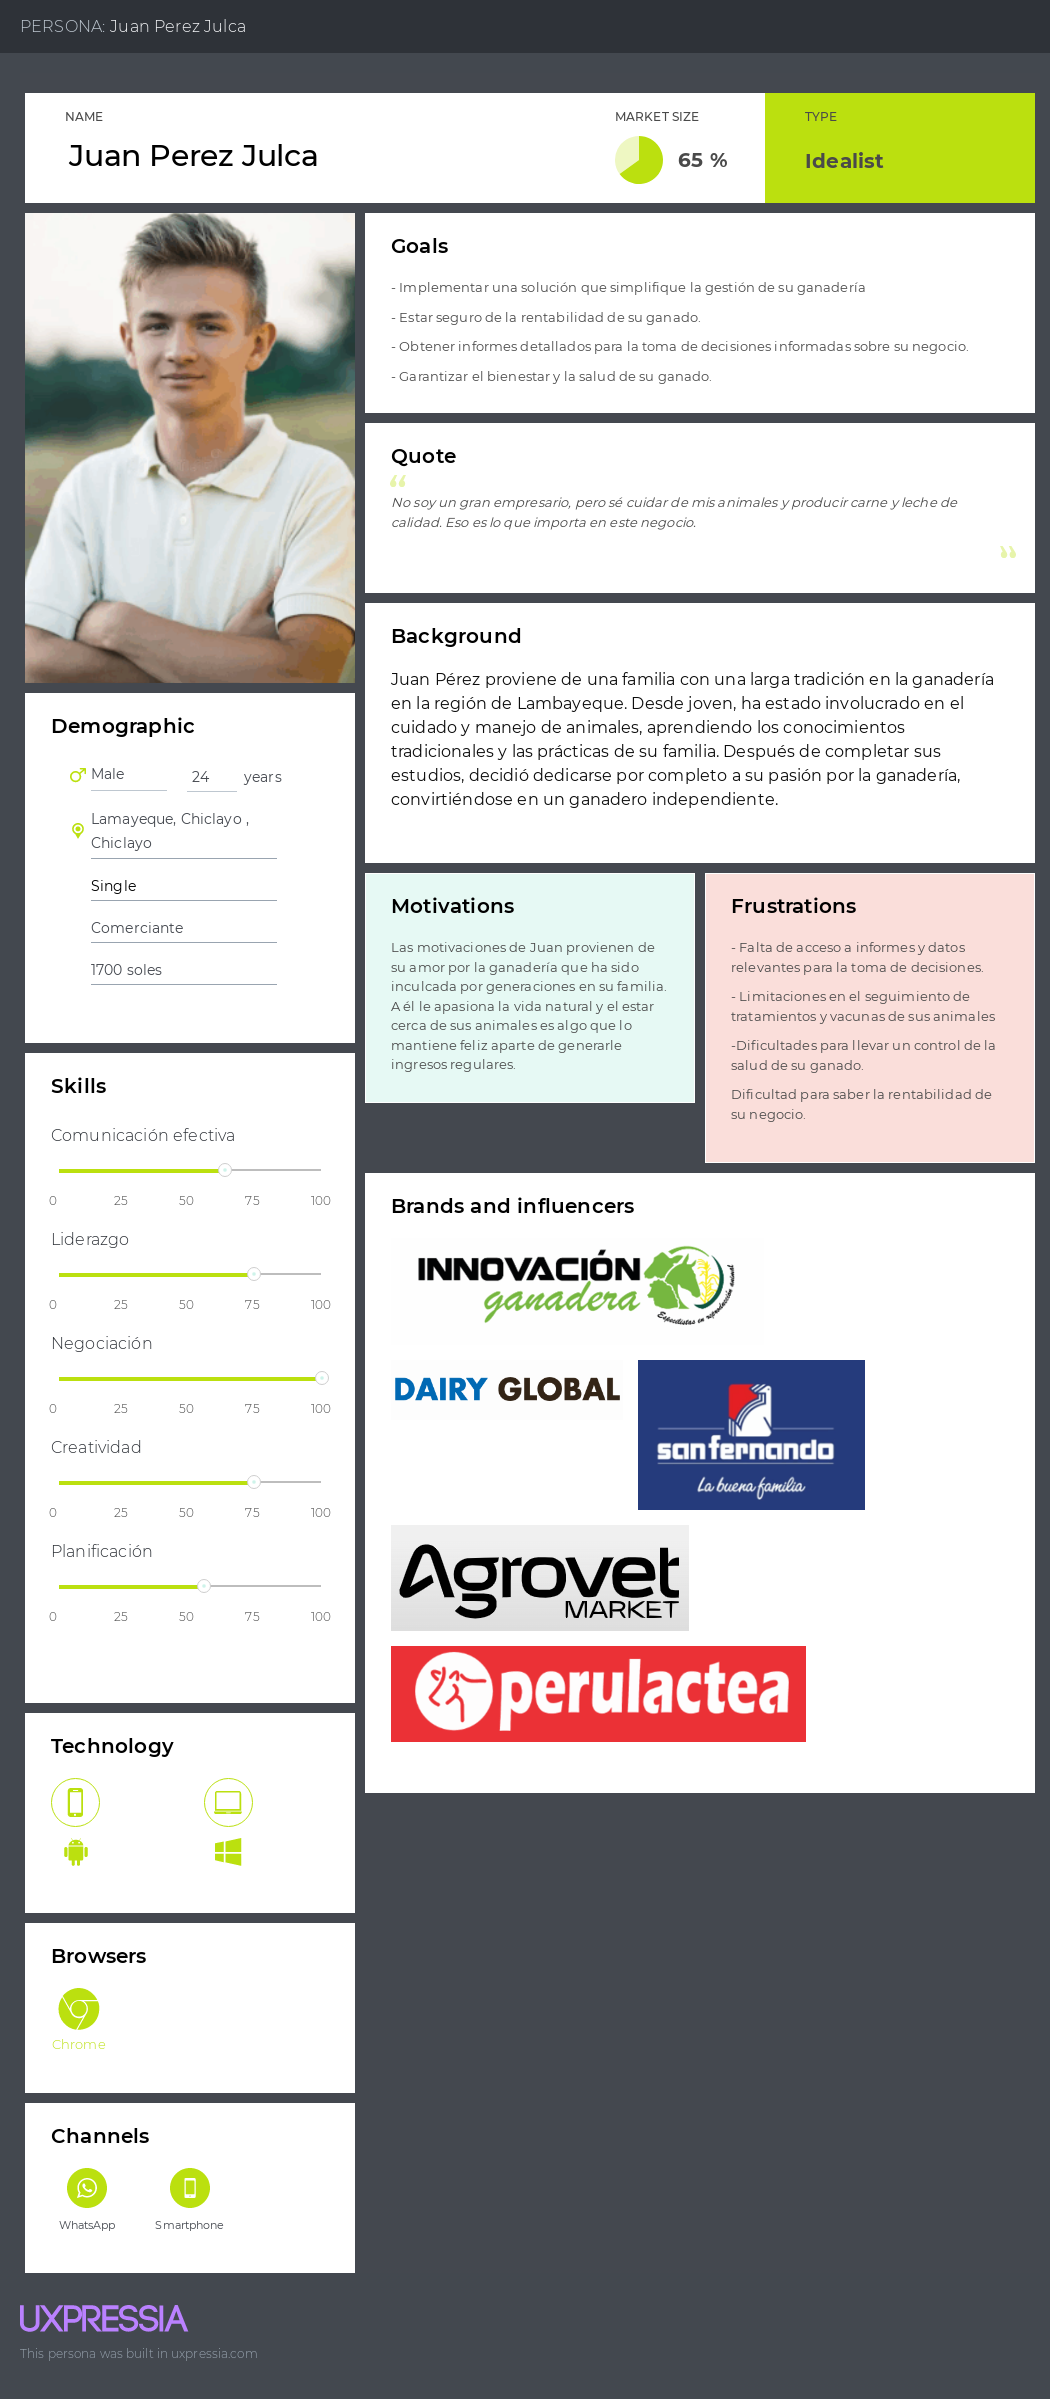 PERSONA: Juan Perez Julca
NAME
Juan Perez Julca
MARKET SIZE
65 %
TYPE
Idealist
Goals
- Implementar una solución que simplifique la gestión de su ganadería
- Estar seguro de la rentabilidad de su ganado.
- Obtener informes detallados para la toma de decisiones informadas sobre su negocio.
- Garantizar el bienestar y la salud de su ganado.
Quote
“
No soy un gran empresario, pero sé cuidar de mis animales y producir carne y leche de
calidad. Eso es lo que importa en este negocio.
”
Background
Juan Pérez proviene de una familia con una larga tradición en la ganadería
en la región de Lambayeque. Desde joven, ha estado involucrado en el
cuidado y manejo de animales, aprendiendo los conocimientos
tradicionales y las prácticas de su familia. Después de completar sus
estudios, decidió dedicarse por completo a su pasión por la ganadería,
convirtiéndose en un ganadero independiente.
Demographic
Male 24 years
Lamayeque, Chiclayo ,
Chiclayo
Single
Comerciante
1700 soles
Motivations
Las motivaciones de Juan provienen de
su amor por la ganadería que ha sido
inculcada por generaciones en su familia.
A él le apasiona la vida natural y el estar
cerca de sus animales es algo que lo
mantiene feliz aparte de generarle
ingresos regulares.
Frustrations
- Falta de acceso a informes y datos
relevantes para la toma de decisiones.
- Limitaciones en el seguimiento de
tratamientos y vacunas de sus animales
-Dificultades para llevar un control de la
salud de su ganado.
Dificultad para saber la rentabilidad de
su negocio.
Skills
Comunicación efectiva
0 25 50 75 100
Liderazgo
0 25 50 75 100
Negociación
0 25 50 75 100
Creatividad
0 25 50 75 100
Planificación
0 25 50 75 100
Brands and influencers
INNOVACIÓN
ganadera
Especilistas en reproducción animal
DAIRY GLOBAL
san fernando
La buena familia
Agrovet
MARKET
perulactea
Technology
Browsers
Chrome
Channels
WhatsApp
Smartphone
UXPRESSIA
This persona was built in uxpressia.com